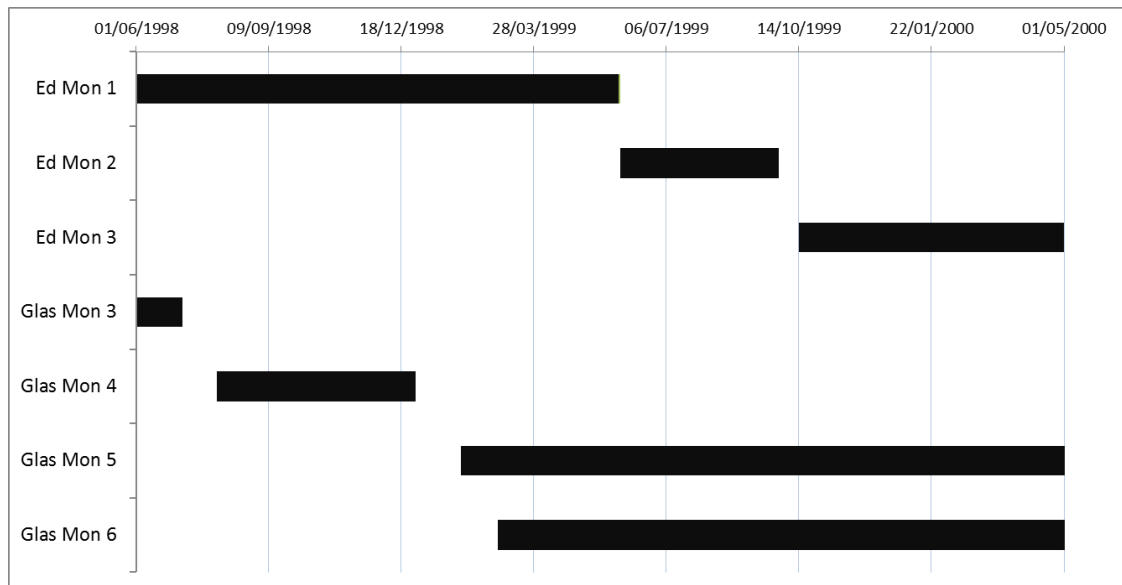 01/06/1998 09/09/1998 18/12/1998 28/03/1999 06/07/1999 14/10/1999 22/01/2000 01/05/2000
Ed Mon 1
Ed Mon 2
Ed Mon 3
Glas Mon 3
Glas Mon 4
Glas Mon 5
Glas Mon 6